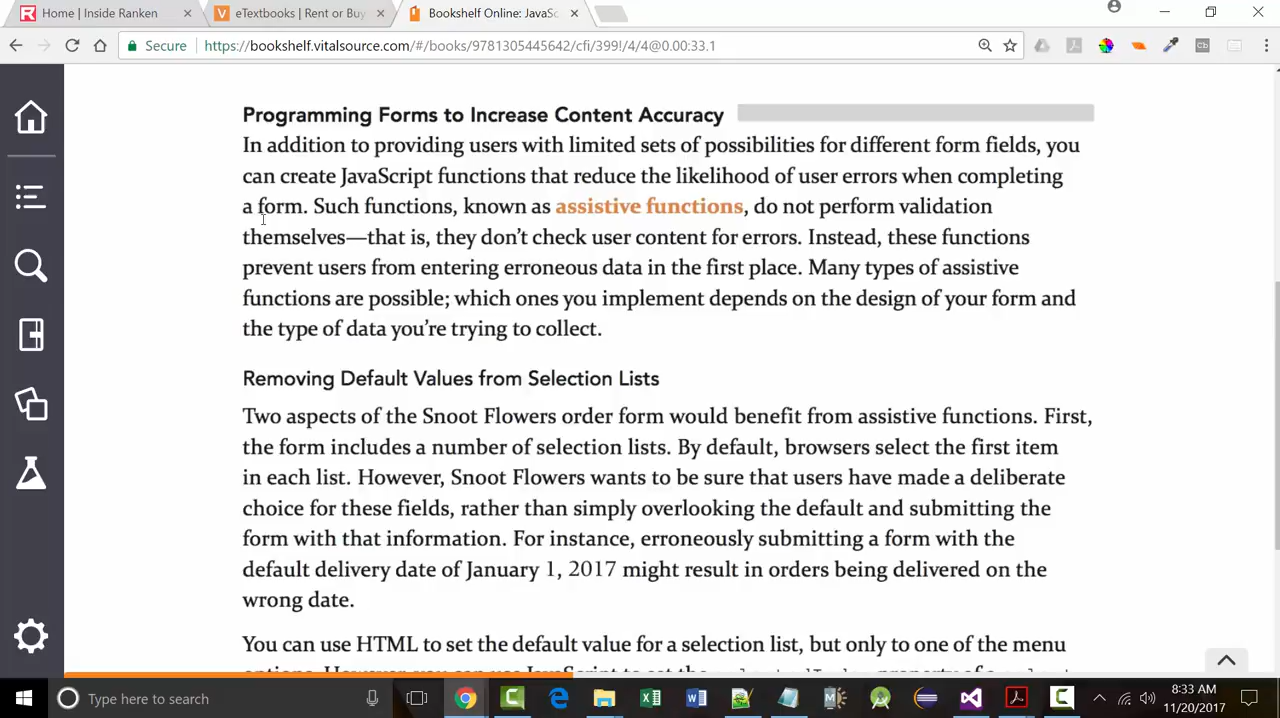 Home | Inside Ranken
eTextbooks | Rent or Buy
Bookshelf Online: JavaSc
Secure
https://bookshelf.vitalsource.com/#/books/9781305445642/cfi/399!/4/4@0.00:33.1
Programming Forms to Increase Content Accuracy
In addition to providing users with limited sets of possibilities for different form fields, you
can create JavaScript functions that reduce the likelihood of user errors when completing
a form. Such functions, known as assistive functions, do not perform validation
themselves—that is, they don't check user content for errors. Instead, these functions
prevent users from entering erroneous data in the first place. Many types of assistive
functions are possible; which ones you implement depends on the design of your form and
the type of data you're trying to collect.
Removing Default Values from Selection Lists
Two aspects of the Snoot Flowers order form would benefit from assistive functions. First,
the form includes a number of selection lists. By default, browsers select the first item
in each list. However, Snoot Flowers wants to be sure that users have made a deliberate
choice for these fields, rather than simply overlooking the default and submitting the
form with that information. For instance, erroneously submitting a form with the
default delivery date of January 1, 2017 might result in orders being delivered on the
wrong date.
You can use HTML to set the default value for a selection list, but only to one of the menu
options. However, you can use JavaScript to set the
Type here to search
8:33 AM
11/20/2017